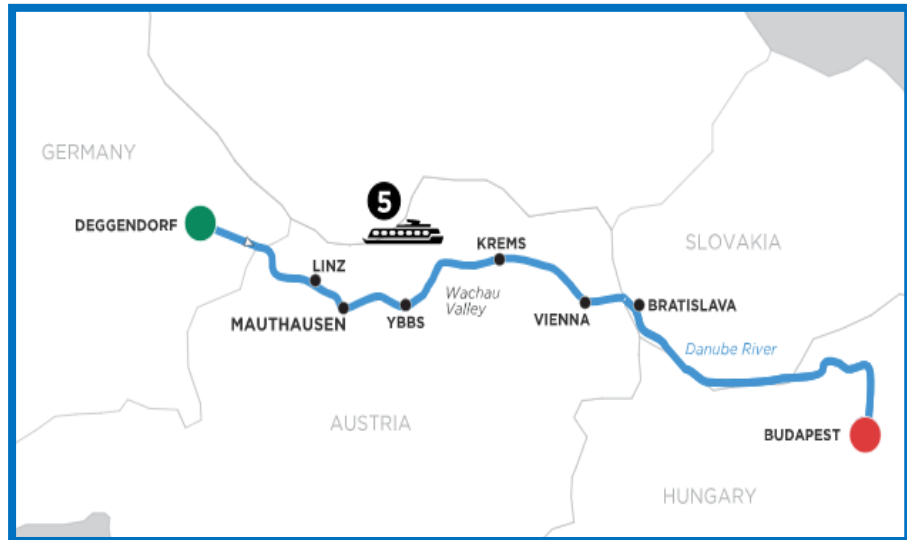 GERMANY
5
DEGGENDORF
LINZ
KREMS
SLOVAKIA
Wachau
Valley
MAUTHAUSEN
YBBS
VIENNA
BRATISLAVA
Danube River
AUSTRIA
BUDAPEST
HUNGARY